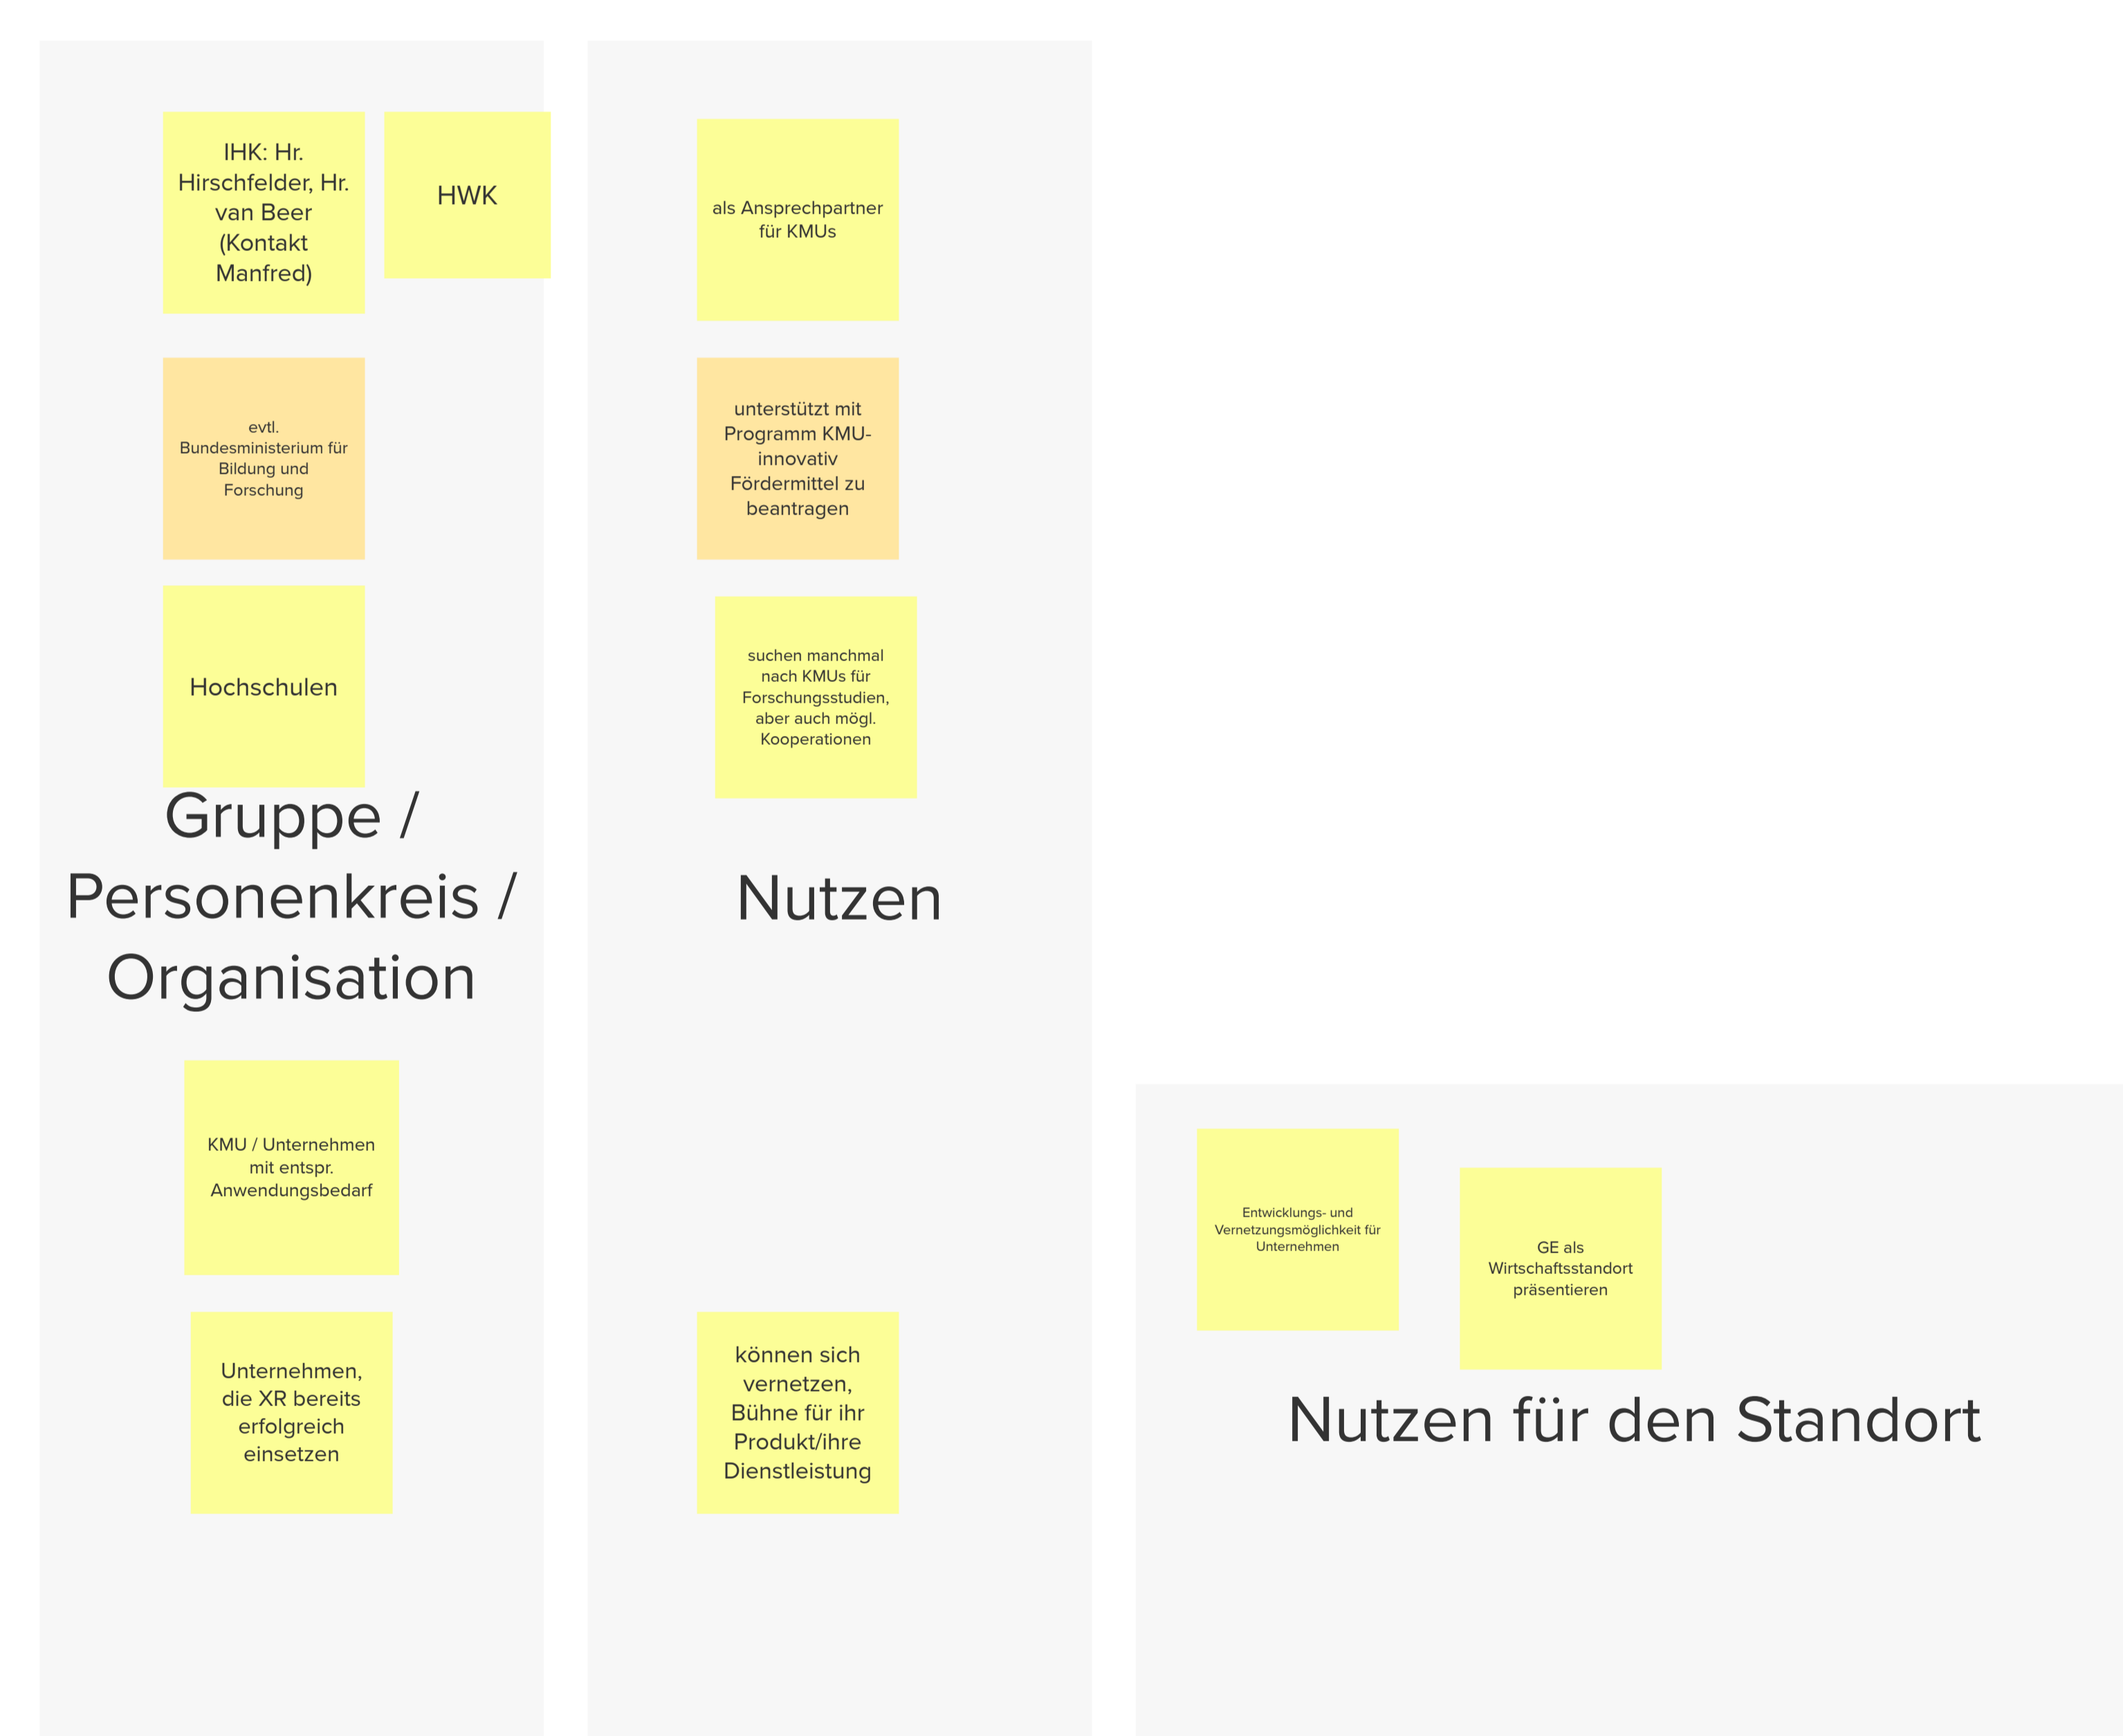 IHK: Hr.
Hirschfelder, Hr.
van Beer
(Kontakt
Manfred)
HWK
evtl.
Bundesministerium für
Bildung und
Forschung
Hochschulen
Gruppe /
Personenkreis /
Organisation
KMU / Unternehmen
mit entspr.
Anwendungsbedarf
Unternehmen,
die XR bereits
erfolgreich
einsetzen
als Ansprechpartner
für KMUs
unterstützt mit
Programm KMU-
innovativ
Fördermittel zu
beantragen
suchen manchmal
nach KMUs für
Forschungsstudien,
aber auch mögl.
Kooperationen
Nutzen
können sich
vernetzen,
Bühne für ihr
Produkt/ihre
Dienstleistung
Entwicklungs- und
Vernetzungsmöglichkeit für
Unternehmen
GE als
Wirtschaftsstandort
präsentieren
Nutzen für den Standort